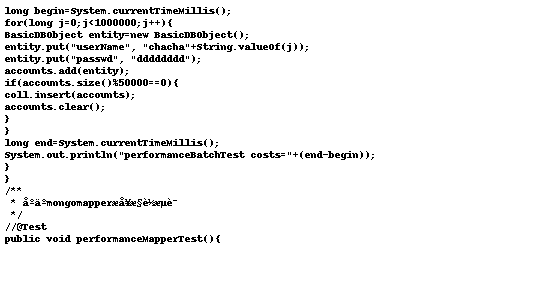 long begin=System.currentTimeMillis();
for(long j=0;j<1000000;j++){
BasicDBObject entity=new BasicDBObject();
entity.put("userName", "chacha"+String.valueOf(j));
entity.put("passwd", "dddddddd");
accounts.add(entity);
if(accounts.size()%50000==0){
coll.insert(accounts);
accounts.clear();
}
}
long end=System.currentTimeMillis();
System.out.println("performanceBatchTest costs="+(end-begin));
}
}
/**
*
*/
//@Test
public void performanceMapperTest(){